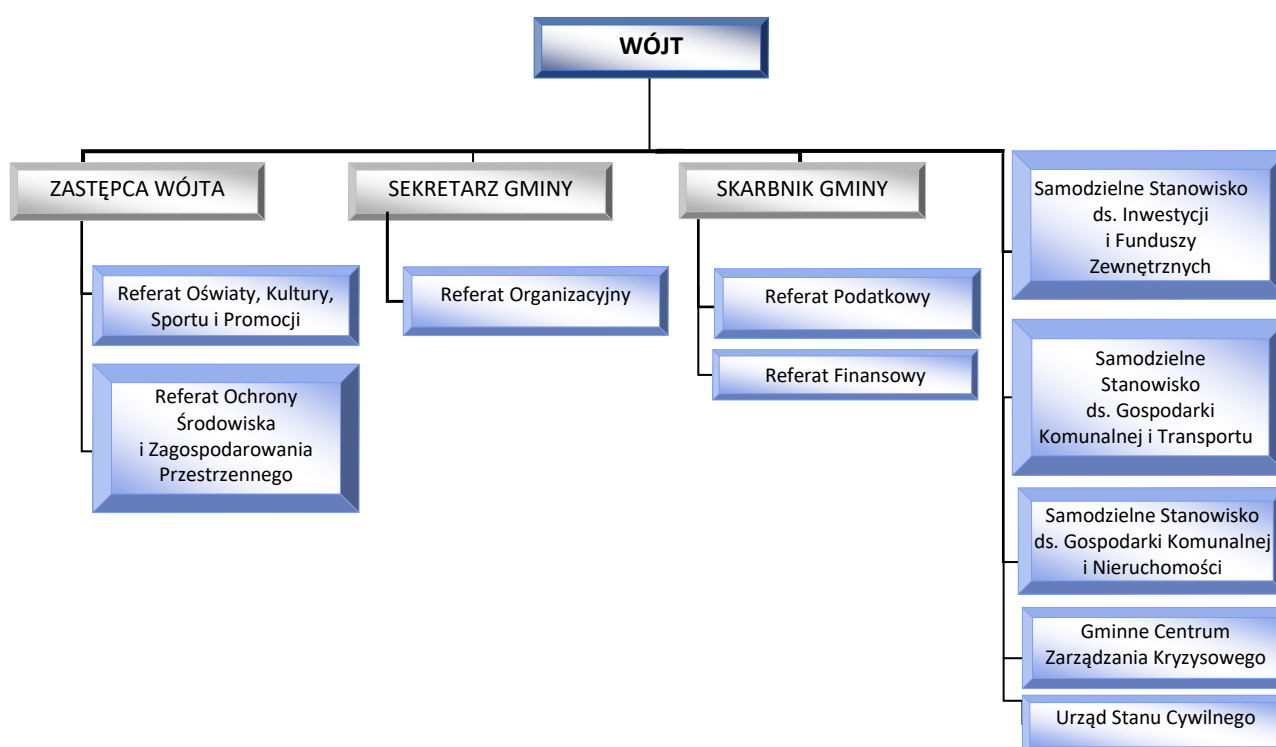 WÓJT
ZASTĘPCA WÓJTA
SEKRETARZ GMINY
SKARBNIK GMINY
Samodzielne Stanowisko
ds. Inwestycji
i Funduszy
Zewnętrznych
Referat Oświaty, Kultury,
Sportu i Promocji
Referat Organizacyjny
Referat Podatkowy
Samodzielne
Stanowisko
ds. Gospodarki
Komunalnej i Transportu
Referat Finansowy
Referat Ochrony
Środowiska
i Zagospodarowania
Przestrzennego
Samodzielne Stanowisko
ds. Gospodarki Komunalnej
i Nieruchomości
Gminne Centrum
Zarządzania Kryzysowego
Urząd Stanu Cywilnego